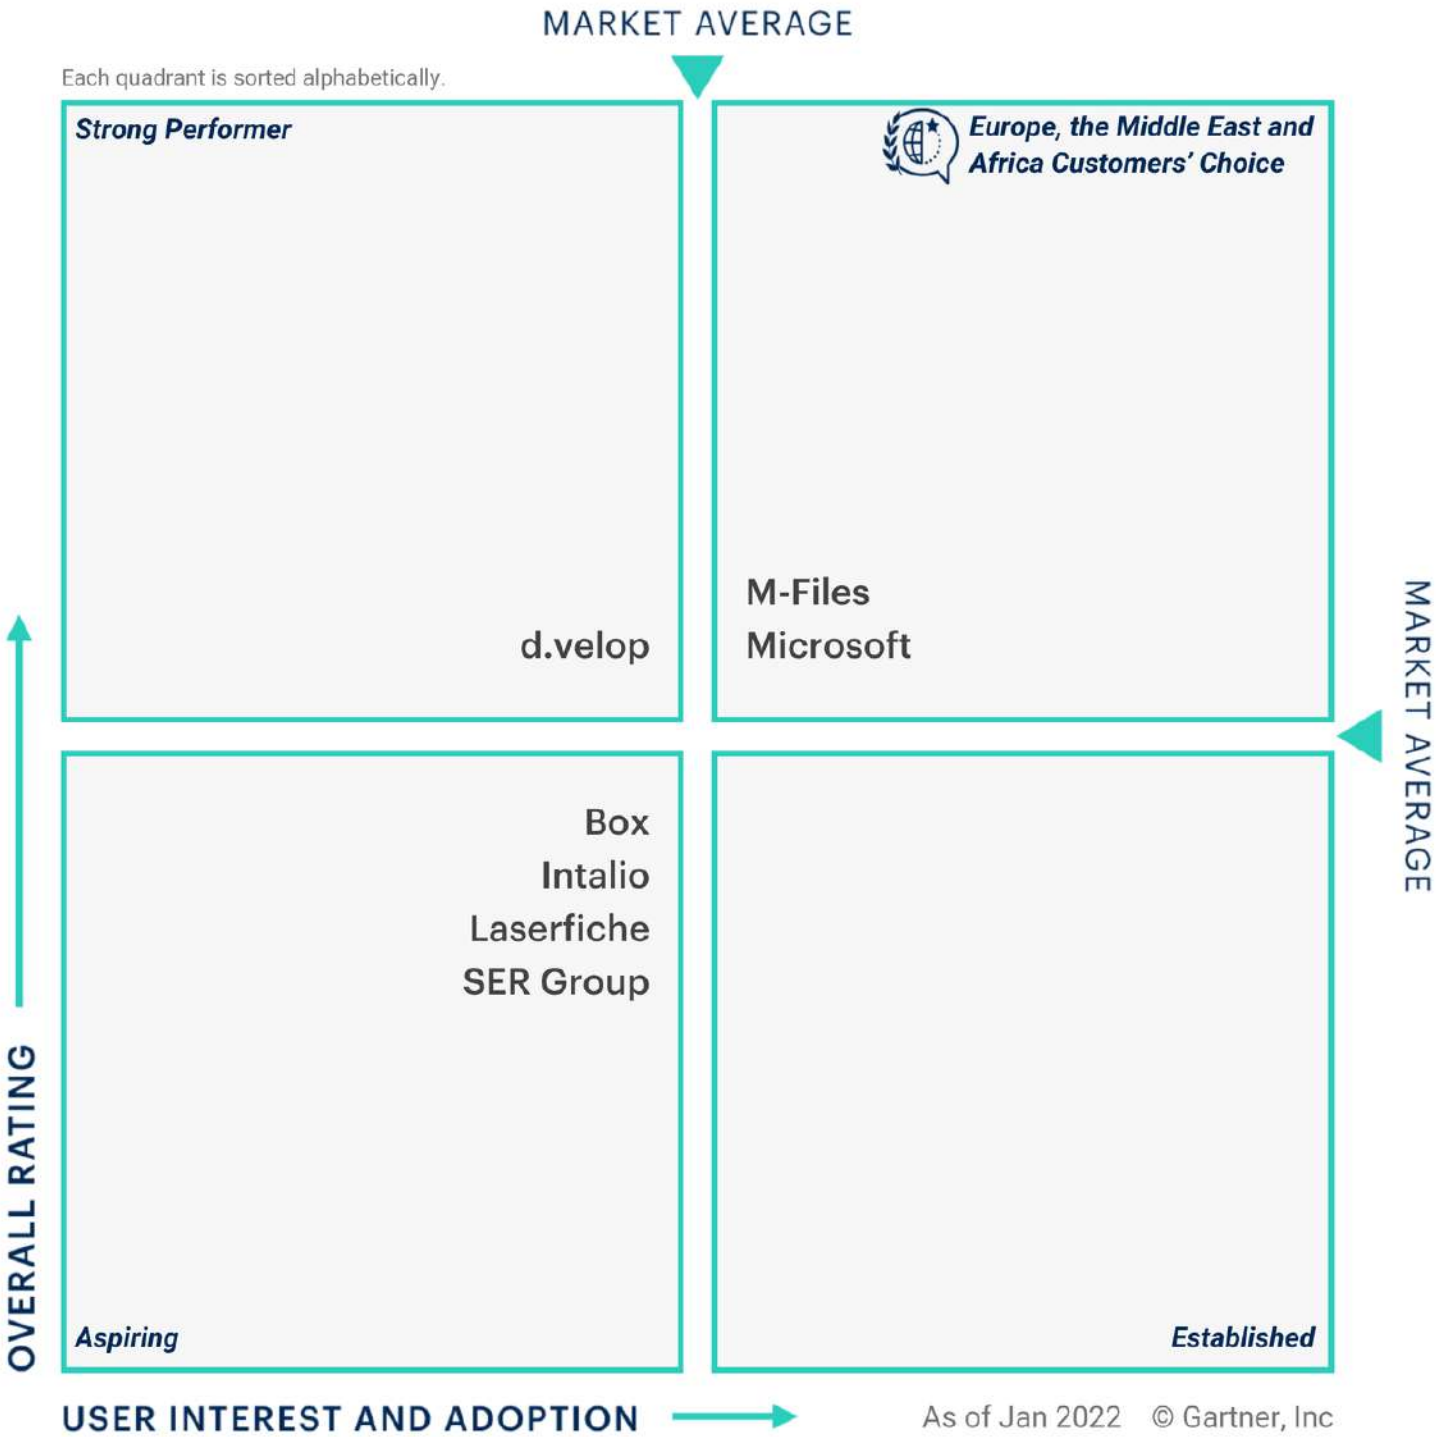 MARKET AVERAGE
Each quadrant is sorted alphabetically.
Strong Performer
Europe, the Middle East and
Africa Customers’ Choice
d.velop
M-Files
Microsoft
MARKET AVERAGE
Box
Intalio
Laserfiche
SER Group
OVERALL RATING
Aspiring
Established
USER INTEREST AND ADOPTION
As of Jan 2022 © Gartner, Inc